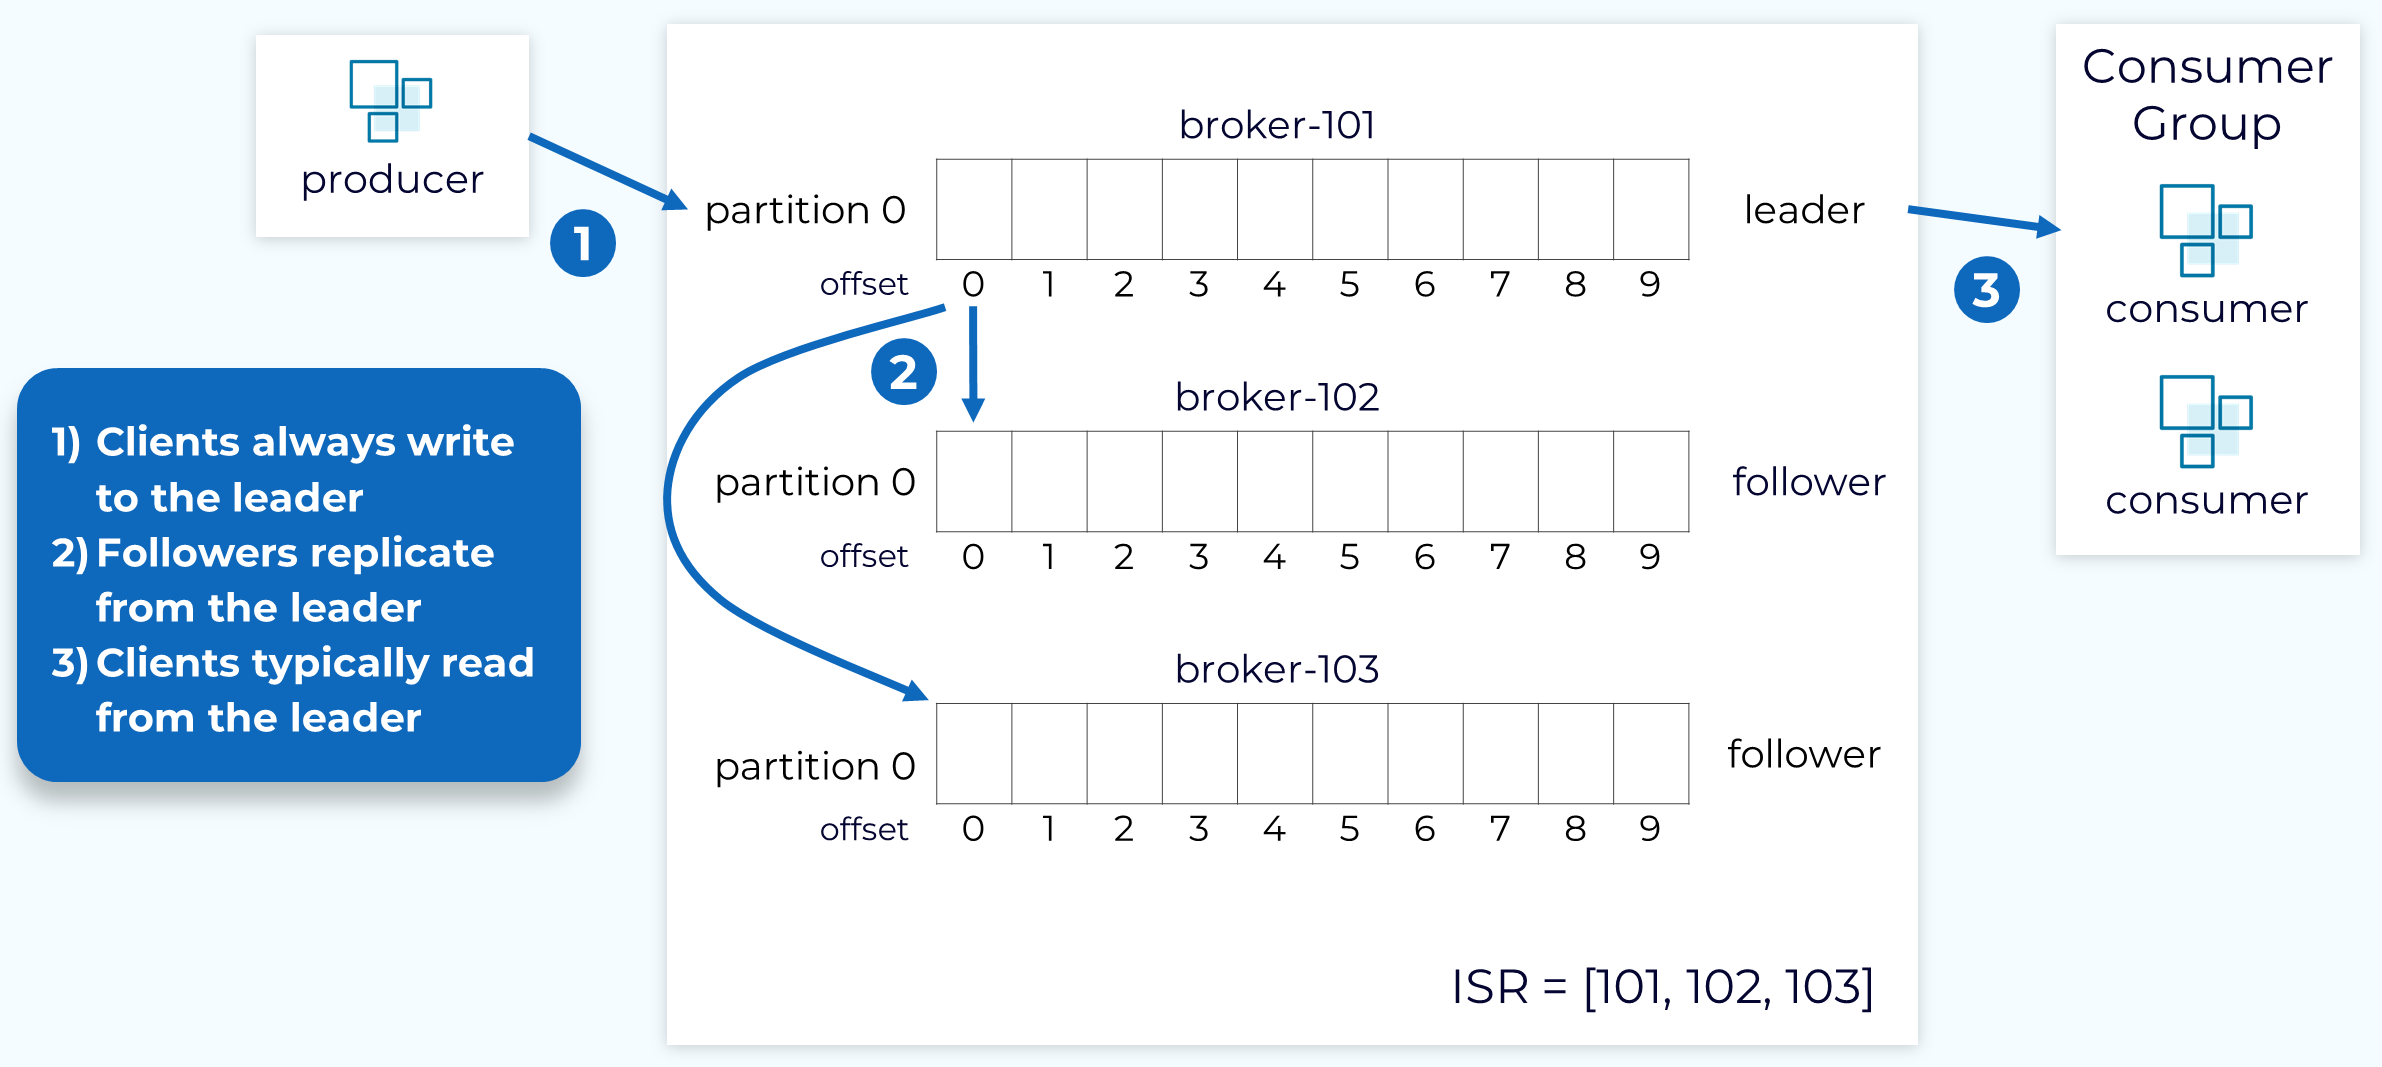 producer
1
1) Clients always write
to the leader
2) Followers replicate
from the leader
3) Clients typically read
from the leader
broker-101
partition 0
leader
offset 0 1 2 3 4 5 6 7 8 9
2
broker-102
partition 0
follower
offset 0 1 2 3 4 5 6 7 8 9
broker-103
partition 0
follower
offset 0 1 2 3 4 5 6 7 8 9
ISR = [101, 102, 103]
3
Consumer
Group
consumer
consumer